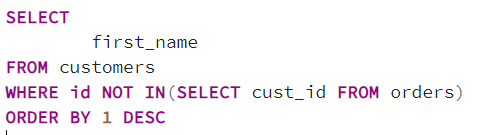 SELECT
        first_name
FROM customers
WHERE id NOT IN(SELECT cust_id FROM orders)
ORDER BY 1 DESC